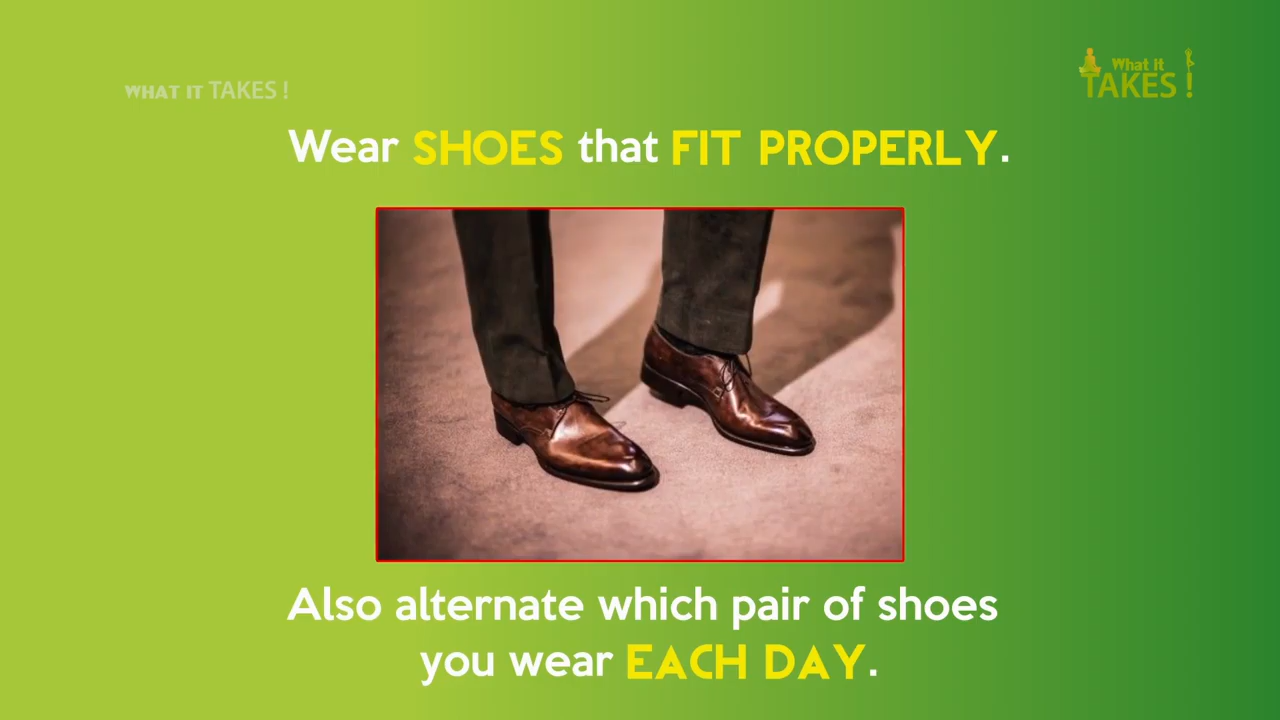 WHAT IT TAKES !
What it
TAKES !
Wear SHOES that FIT PROPERLY.
Also alternate which pair of shoes
you wear EACH DAY.